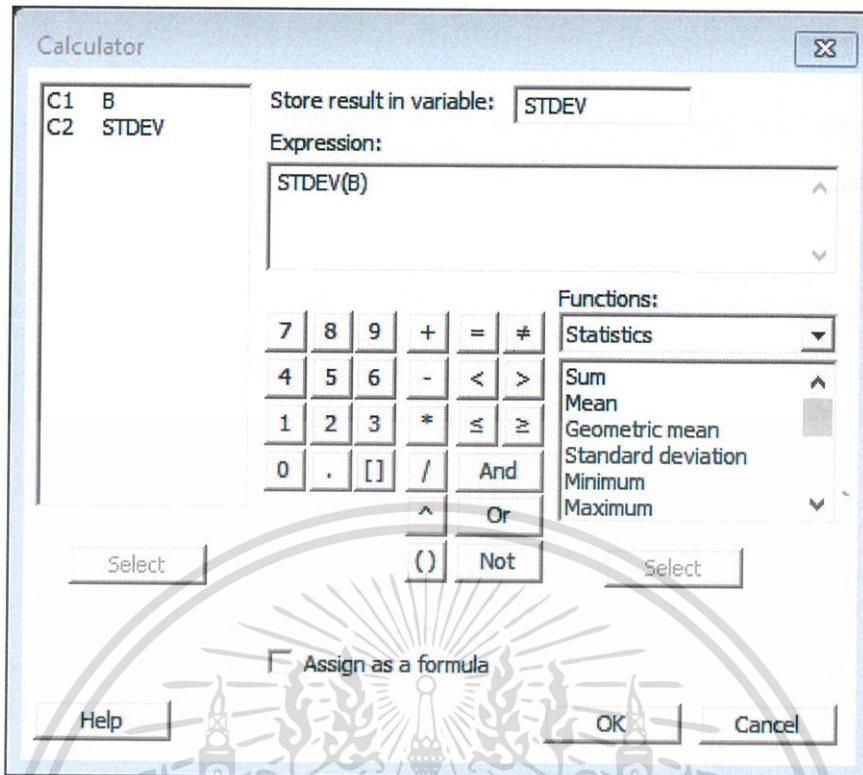 Calculator
C1 B
C2 STDEV
Store result in variable: STDEV
Expression:
STDEV(B)
Functions:
Statistics
7 8 9 + = ≠
4 5 6 - < >
1 2 3 * ≤ ≥
0 . [] / And
^ Or
() Not
Sum
Mean
Geometric mean
Standard deviation
Minimum
Maximum
Select
Select
Assign as a formula
Help
OK
Cancel